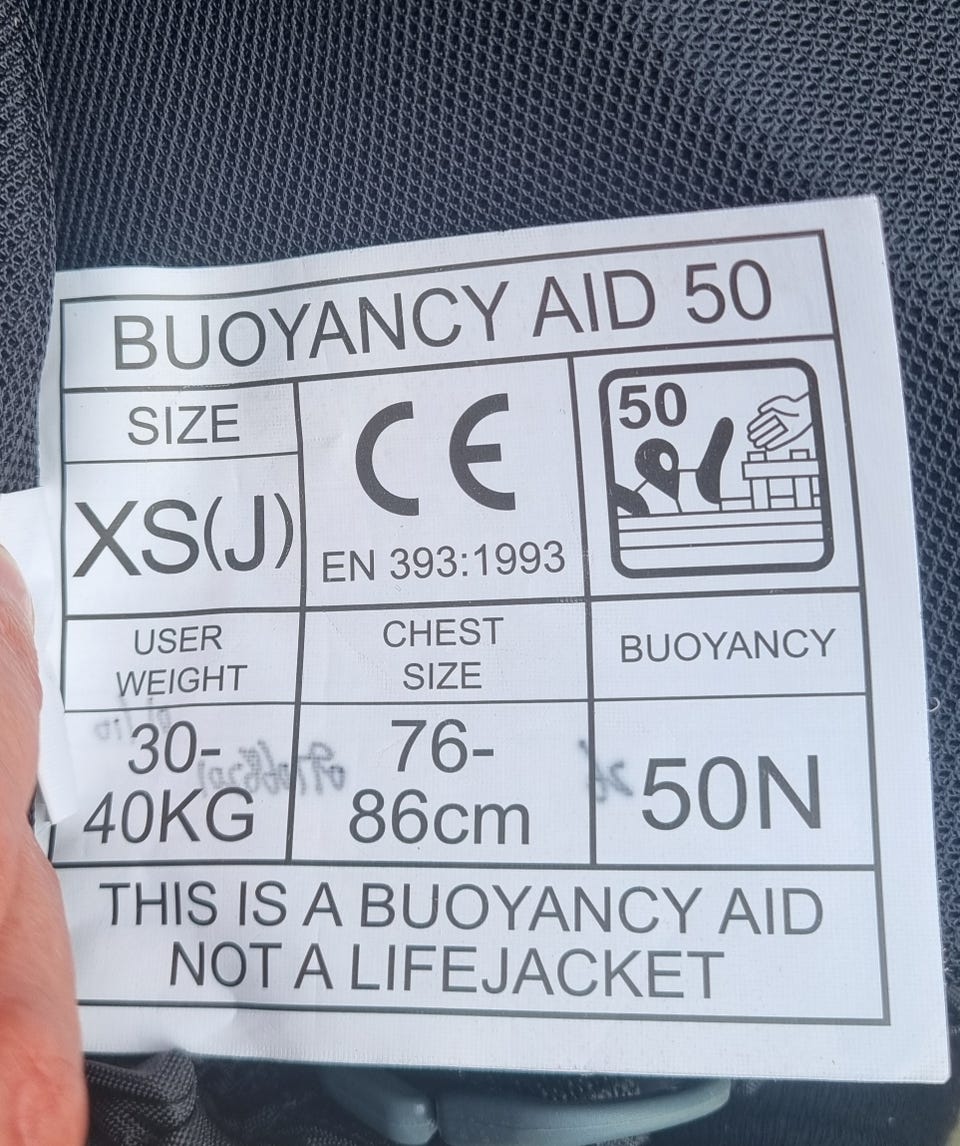 BUOYANCY AID 50
SIZE
XS(J)
CE
EN 393:1993
50
USER
WEIGHT
30-
40KG
CHEST
SIZE
76-
86cm
BUOYANCY
50N
THIS IS A BUOYANCY AID
NOT A LIFEJACKET